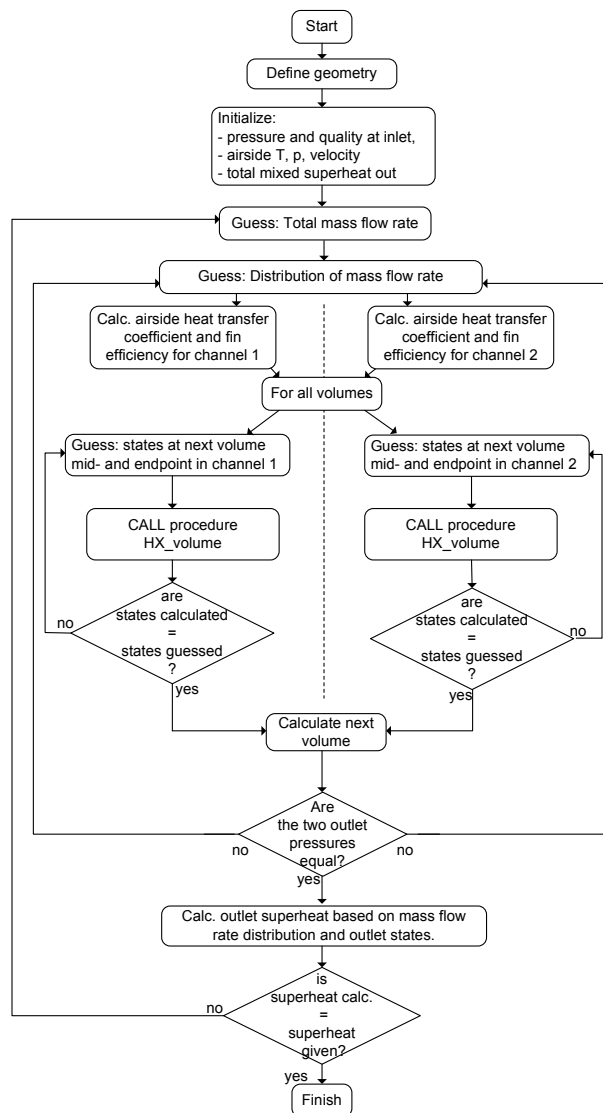 Start
Define geometry
Initialize:
- pressure and quality at inlet,
- airside T, p, velocity
- total mixed superheat out
Guess: Total mass flow rate
Guess: Distribution of mass flow rate
Calc. airside heat transfer
coefficient and fin
efficiency for channel 1
Calc. airside heat transfer
coefficient and fin
efficiency for channel 2
For all volumes
Guess: states at next volume
mid- and endpoint in channel 1
Guess: states at next volume
mid- and endpoint in channel 2
CALL procedure
HX_volume
CALL procedure
HX_volume
are
states calculated
=
states guessed
?
no
yes
are
states calculated
=
states guessed
?
no
yes
Calculate next
volume
Are
the two outlet
pressures
equal?
no
no
yes
Calc. outlet superheat based on mass flow
rate distribution and outlet states.
is
superheat calc.
=
superheat
given?
no
yes
Finish